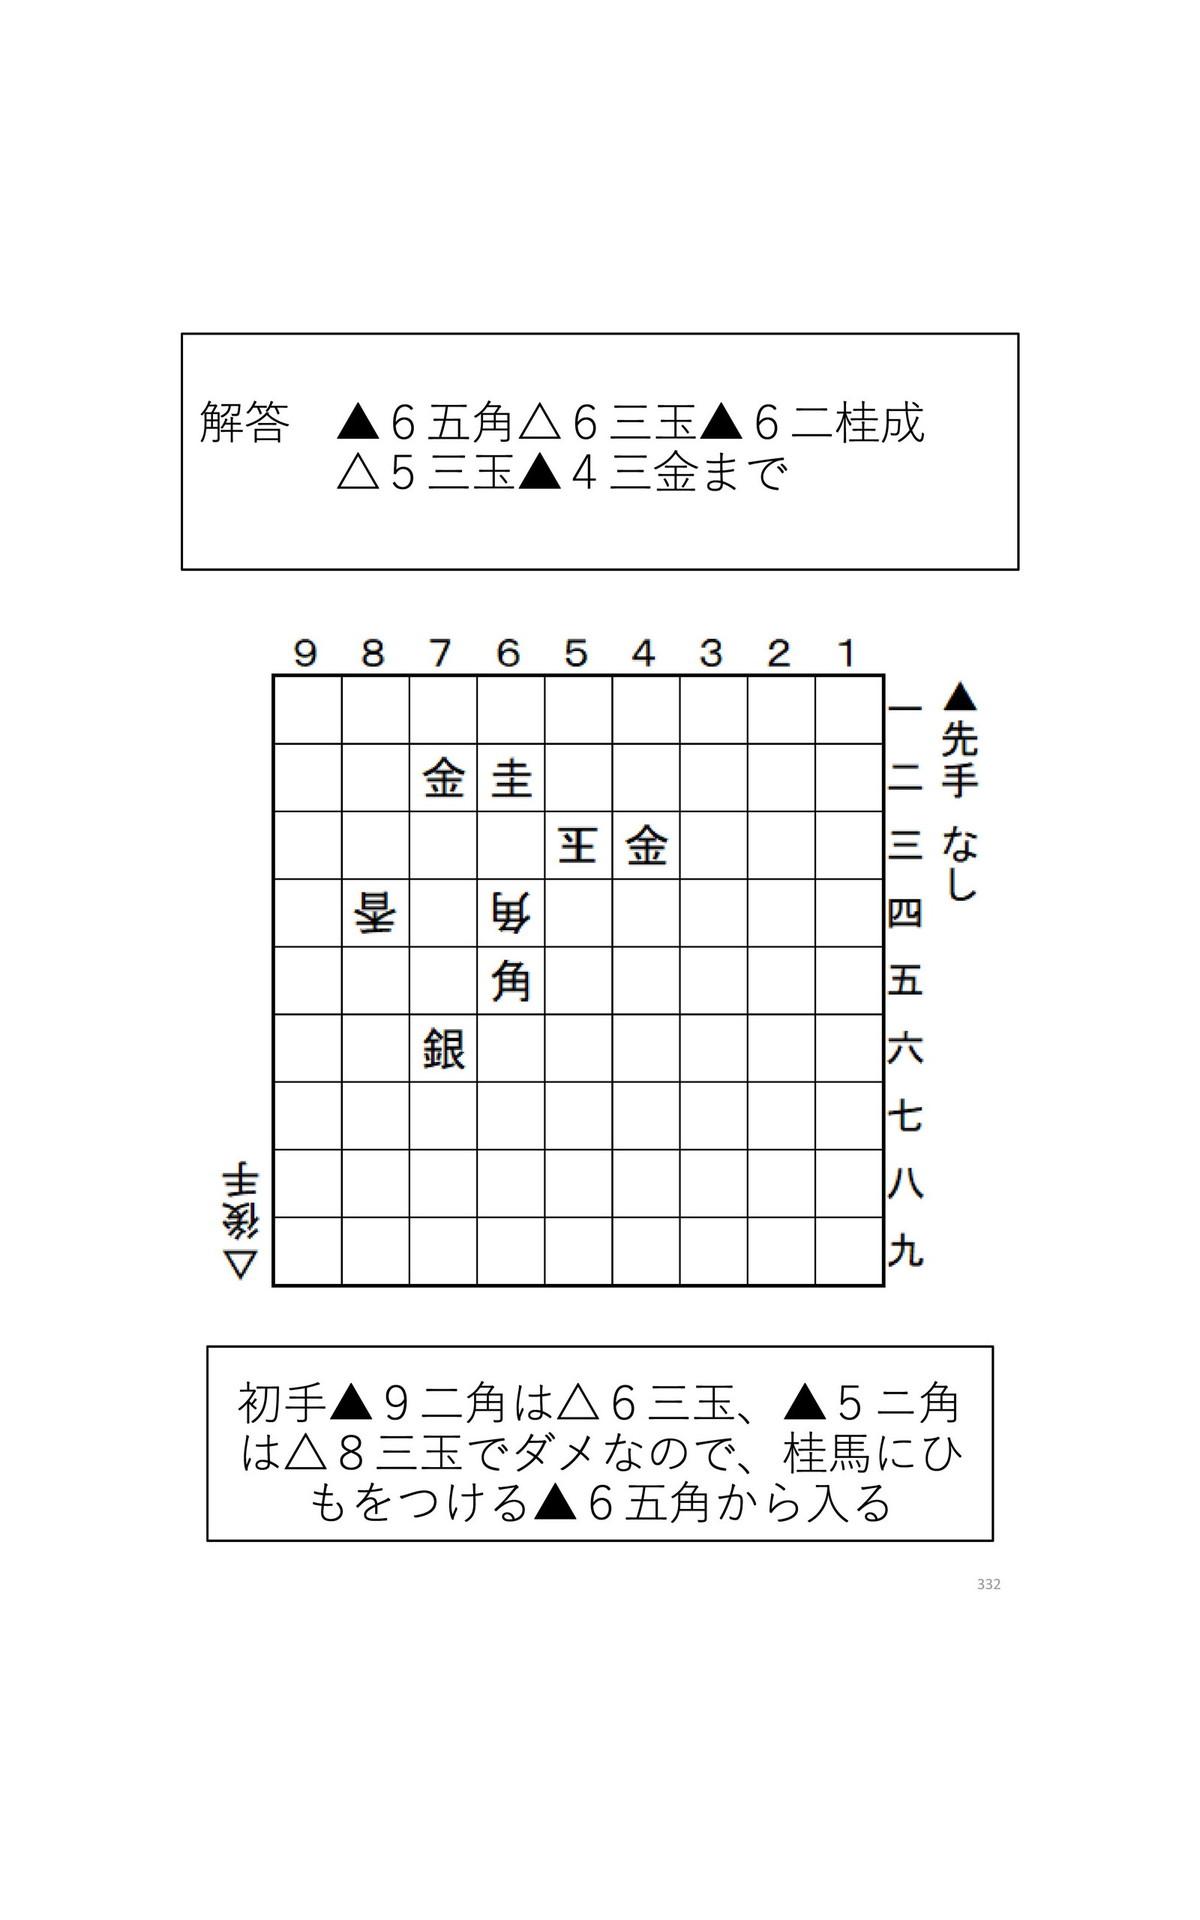 解答　▲６五角△６三玉▲６二桂成
△５三玉▲４三金まで
９ ８ ７ ６ ５ ４ ３ ２ １
一
二
三
四
五
六
七
八
九
▲先手 なし
金 圭
王 金
香 角
角
銀
△後手
初手▲９二角は△６三玉、▲５ニ角
は△８三玉でダメなので、桂馬にひ
もをつける▲６五角から入る
332